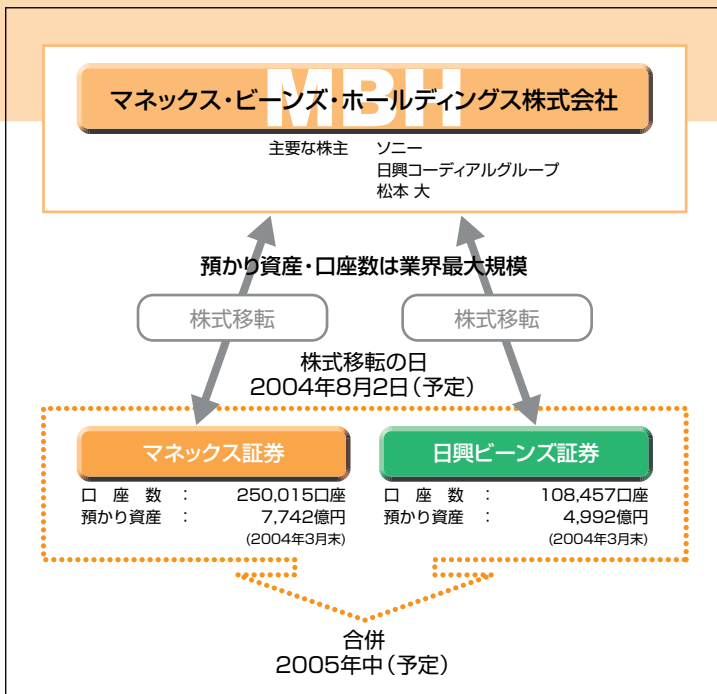 MBH
マネックス・ビーンズ・ホールディングス株式会社
主要な株主 ソニー
日興コーディアルグループ
松本 大
預かり資産・口座数は業界最大規模
株式移転 株式移転
株式移転の日
2004年8月2日(予定)
マネックス証券
口座数 : 250,015口座
預かり資産 : 7,742億円
(2004年3月末)
日興ビーンズ証券
口座数 : 108,457口座
預かり資産 : 4,992億円
(2004年3月末)
合併
2005年中(予定)